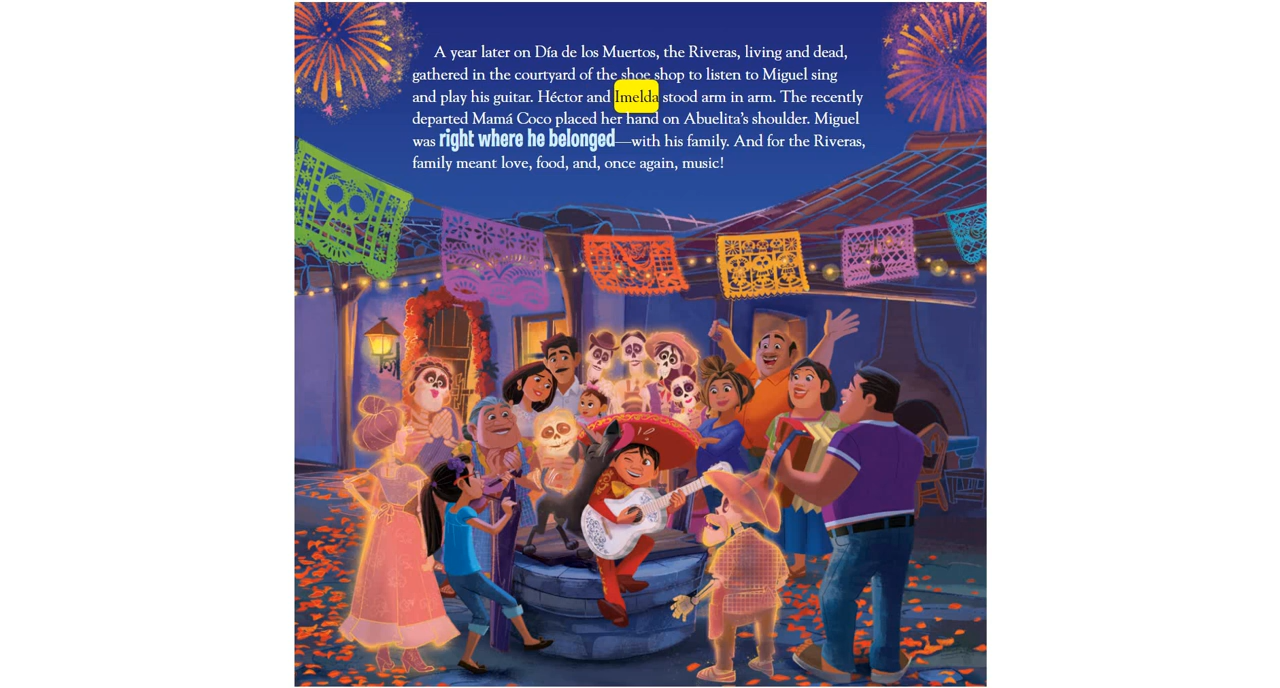 A year later on Día de los Muertos, the Riveras, living and dead,
gathered in the courtyard of the shoe shop to listen to Miguel sing
and play his guitar. Héctor and Imelda stood arm in arm. The recently
departed Mamá Coco placed her hand on Abuelita’s shoulder. Miguel
was right where he belonged—with his family. And for the Riveras,
family meant love, food, and, once again, music!